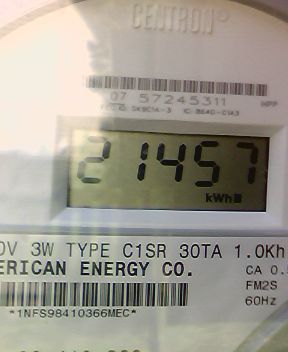 CENTRON®
07 57245311
21457
kWh
0V 3W TYPE C1SR 30TA 1.0Kh
ERICAN ENERGY CO.
CA 0.
FM2S
60Hz
*1NFS98410366MEC*